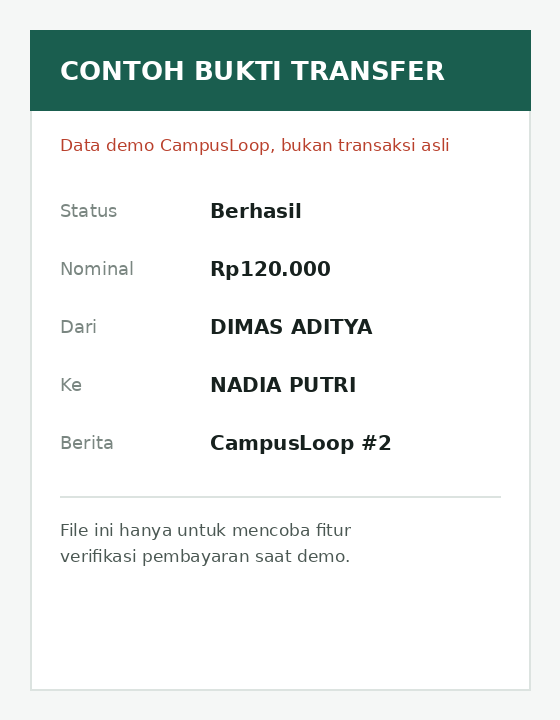 CONTOH BUKTI TRANSFER
Data demo CampusLoop, bukan transaksi asli
Status Berhasil
Nominal Rp120.000
Dari DIMAS ADITYA
Ke NADIA PUTRI
Berita CampusLoop #2
File ini hanya untuk mencoba fitur
verifikasi pembayaran saat demo.